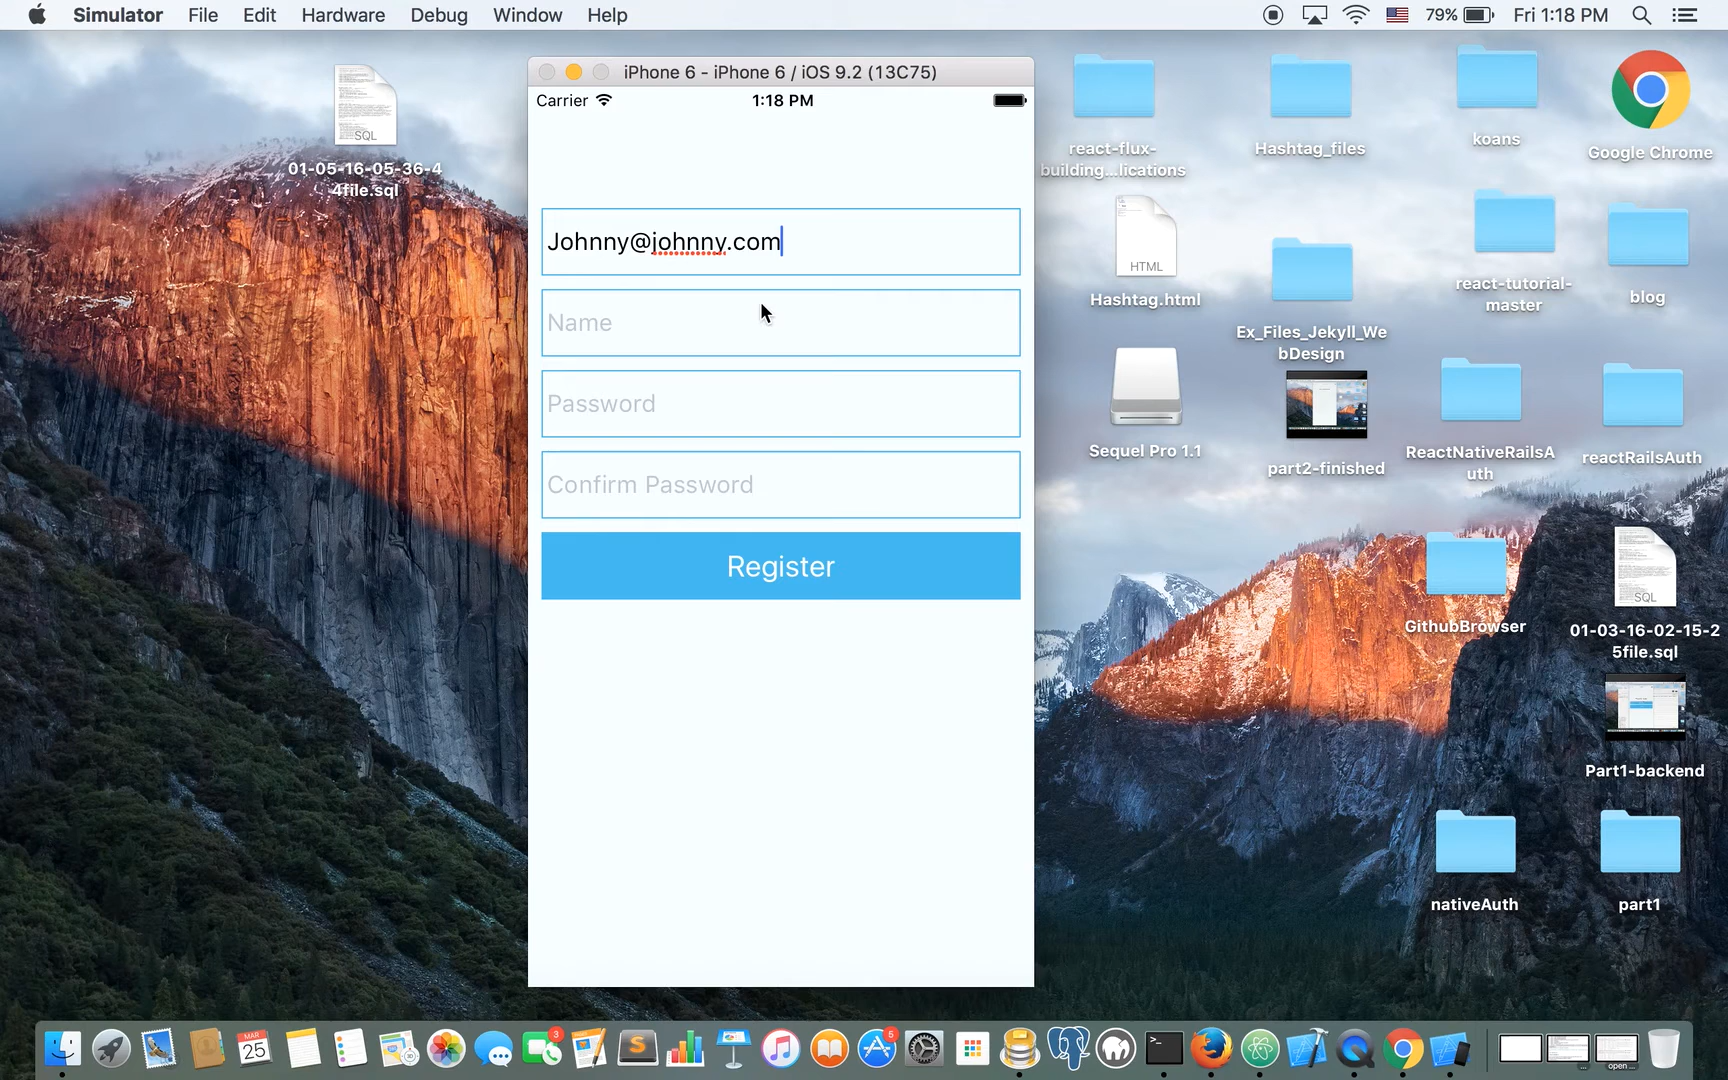 Simulator File Edit Hardware Debug Window Help
79% Fri 1:18 PM
iPhone 6 - iPhone 6 / iOS 9.2 (13C75)
Carrier 1:18 PM
Johnny@johnny.com
Name
Password
Confirm Password
Register
SQL
01-05-16-05-36-4
4file.sql
react-flux-
building...lications
Hashtag_files
koans
Google Chrome
HTML
Hashtag.html
Ex_Files_Jekyll_We
bDesign
react-tutorial-
master
blog
Sequel Pro 1.1
part2-finished
ReactNativeRailsA
uth
reactRailsAuth
GithubBrowser
SQL
01-03-16-02-15-2
5file.sql
Part1-backend
nativeAuth
part1
MAR
25
3
6
open ...